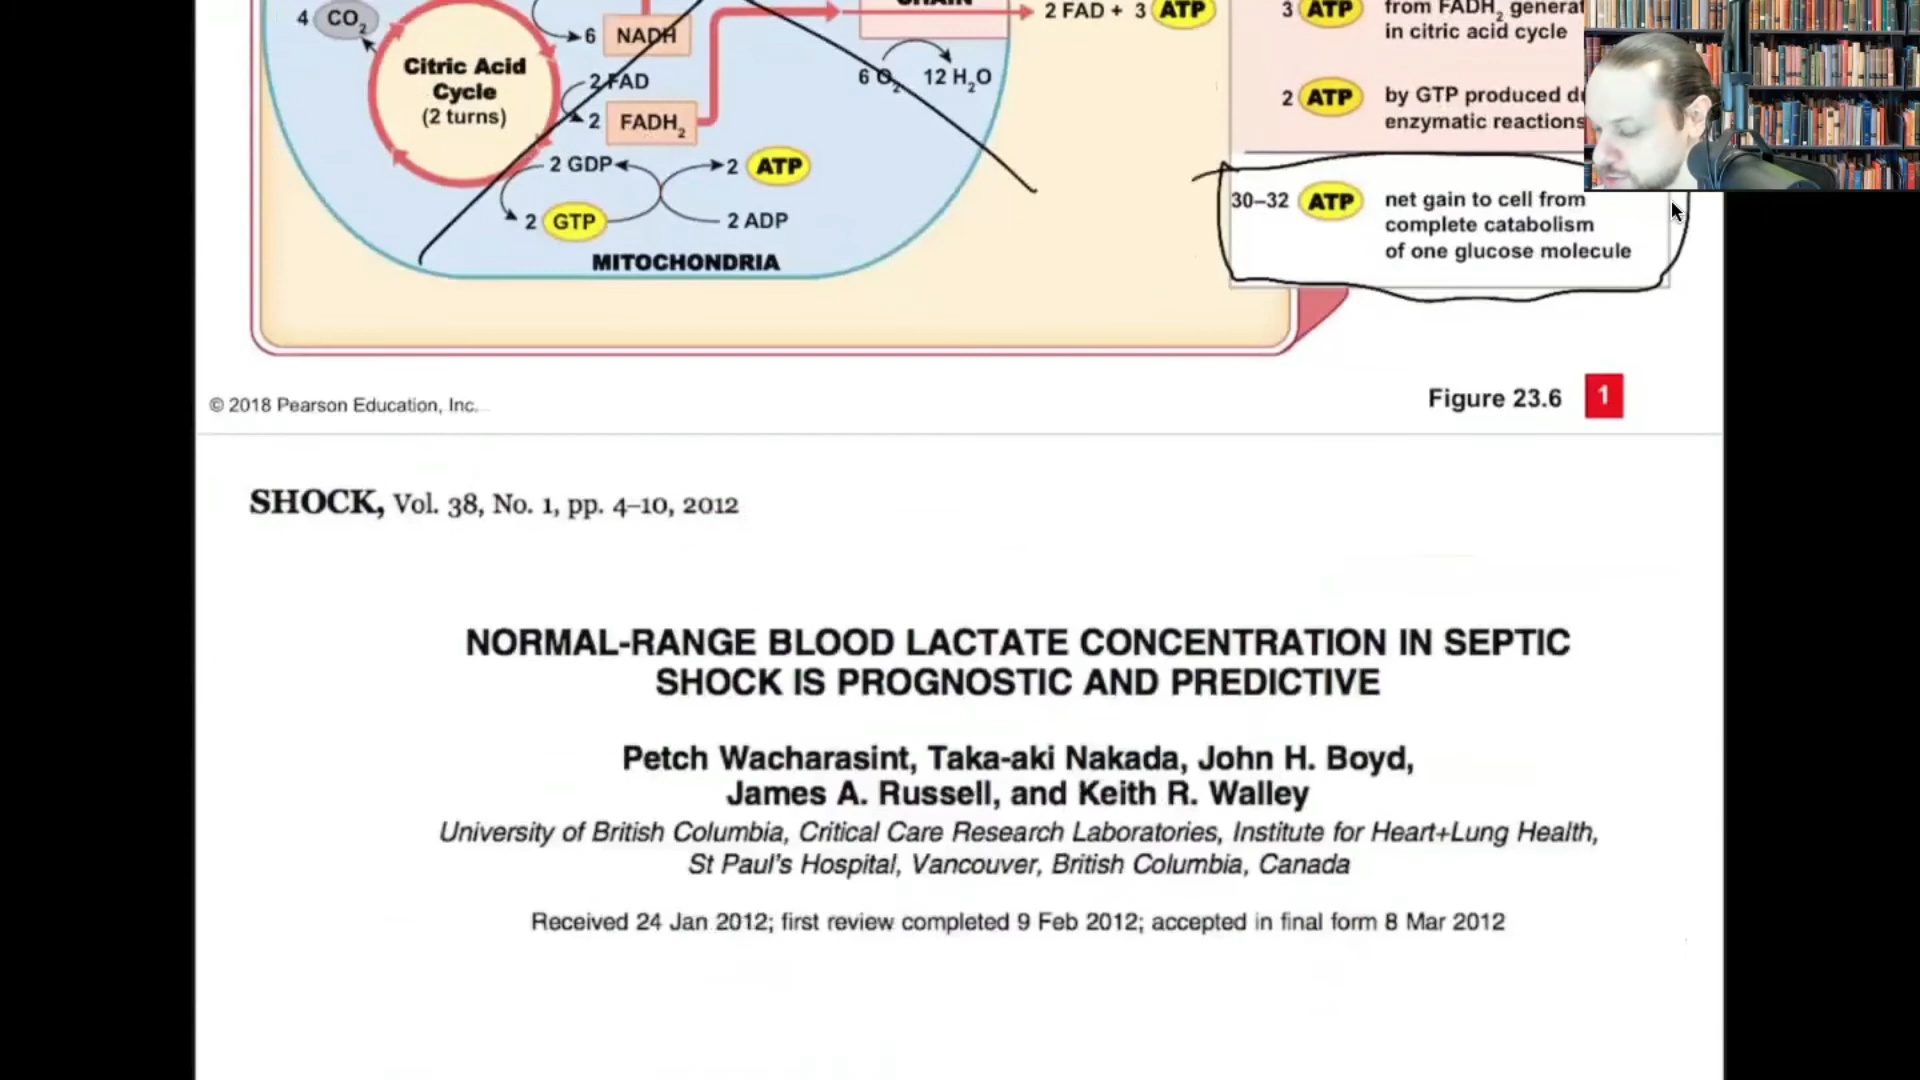 CHAIN
4 CO2
6 NADH
2 FAD + 3 ATP
3 ATP from FADH2 generat
in citric acid cycle
Citric Acid
Cycle
(2 turns)
2 FAD
6 O2 12 H2O
2 FADH2
2 ATP by GTP produced du
enzymatic reactions
2 GDP 2 ATP
2 GTP 2 ADP
MITOCHONDRIA
30–32 ATP net gain to cell from
complete catabolism
of one glucose molecule
© 2018 Pearson Education, Inc.
Figure 23.6 1
SHOCK, Vol. 38, No. 1, pp. 4–10, 2012
NORMAL-RANGE BLOOD LACTATE CONCENTRATION IN SEPTIC
SHOCK IS PROGNOSTIC AND PREDICTIVE
Petch Wacharasint, Taka-aki Nakada, John H. Boyd,
James A. Russell, and Keith R. Walley
University of British Columbia, Critical Care Research Laboratories, Institute for Heart+Lung Health,
St Paul's Hospital, Vancouver, British Columbia, Canada
Received 24 Jan 2012; first review completed 9 Feb 2012; accepted in final form 8 Mar 2012